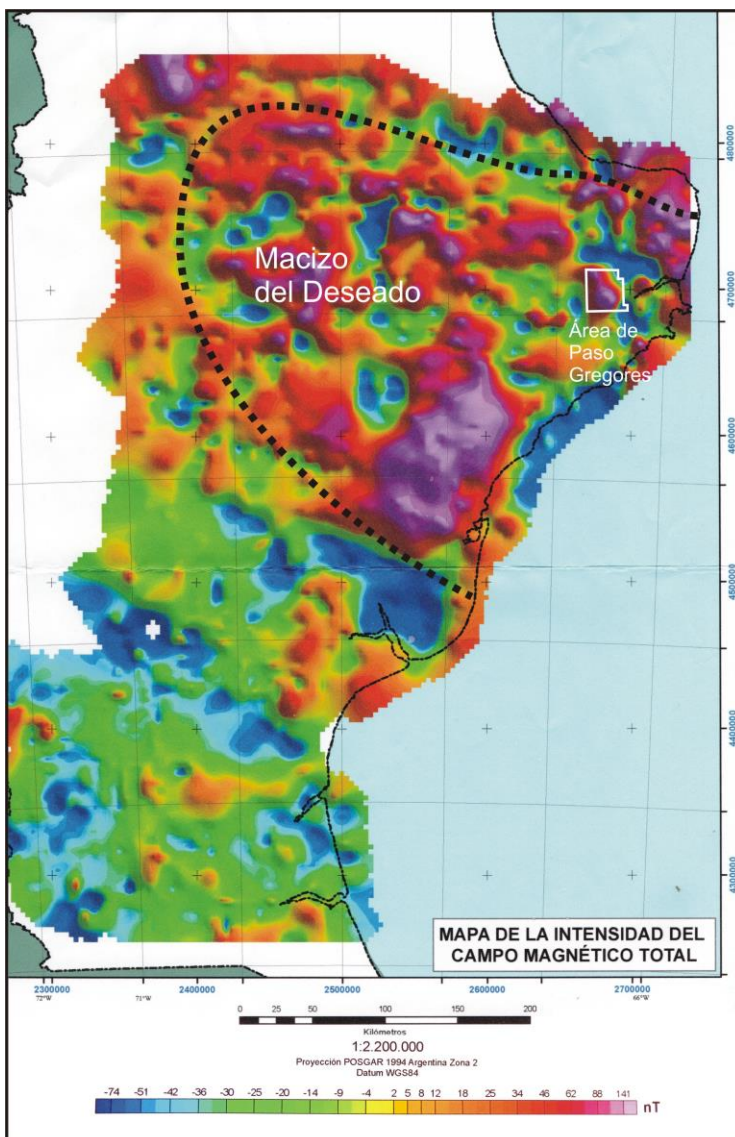 Macizo
del Deseado
Área de
Paso
Gregores
4800000
4700000
4600000
4500000
4400000
4300000
MAPA DE LA INTENSIDAD DEL
CAMPO MAGNÉTICO TOTAL
2300000 2400000 2500000 2600000 2700000
72°W 71°W 66°W
0 25 50 100 150 200
Kilómetros
1:2.200.000
Proyección POSGAR 1994 Argentina Zona 2
Datum WGS84
-74 -51 -42 -36 -30 -25 -20 -14 -9 -4 2 5 8 12 18 25 34 47 62 88 141 nT